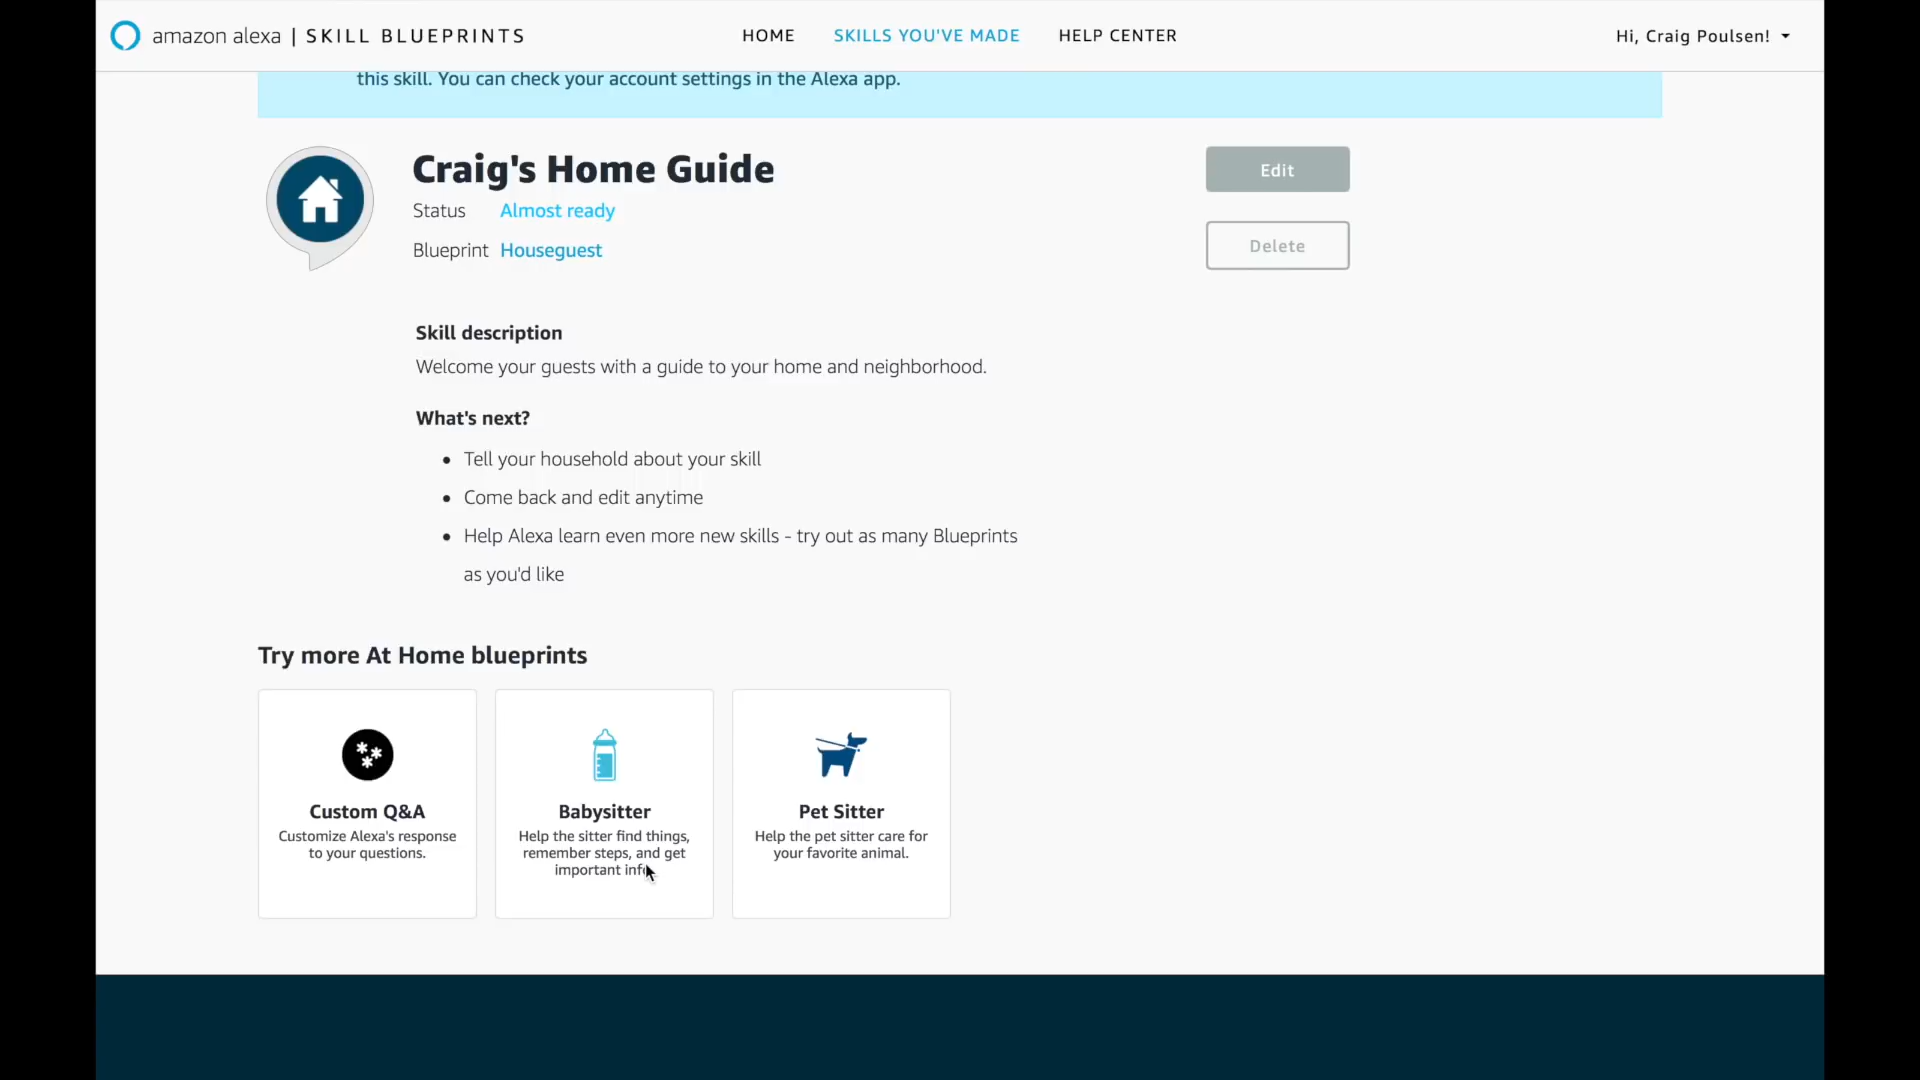 amazon alexa | SKILL BLUEPRINTS
HOME
SKILLS YOU'VE MADE
HELP CENTER
Hi, Craig Poulsen!
this skill. You can check your account settings in the Alexa app.
Craig's Home Guide
Status Almost ready
Blueprint Houseguest
Edit
Delete
Skill description
Welcome your guests with a guide to your home and neighborhood.
What's next?
• Tell your household about your skill
• Come back and edit anytime
• Help Alexa learn even more new skills - try out as many Blueprints
as you'd like
Try more At Home blueprints
Custom Q&A
Customize Alexa's response
to your questions.
Babysitter
Help the sitter find things,
remember steps, and get
important info
Pet Sitter
Help the pet sitter care for
your favorite animal.